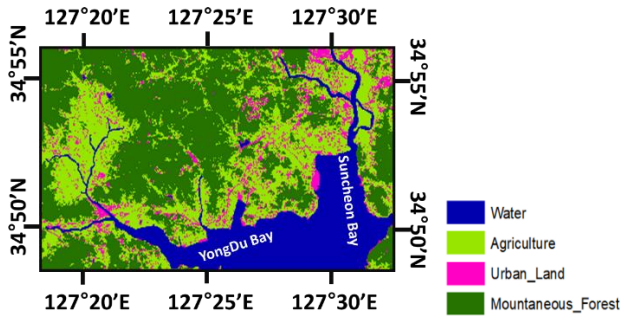 127°20′E 127°25′E 127°30′E
34°55′N
34°55′N
Suncheon Bay
34°50′N
34°50′N
YongDu Bay
127°20′E 127°25′E 127°30′E
Water
Agriculture
Urban_Land
Mountaneous_Forest